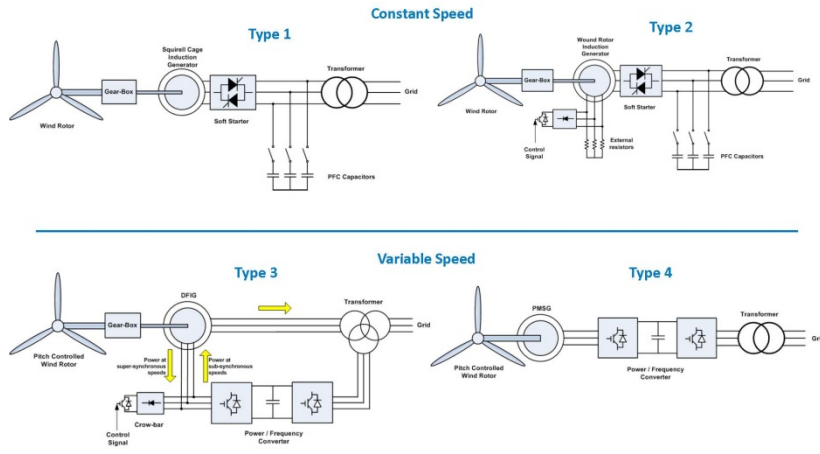 Constant Speed
Type 1
Squirell Cage
Induction
Generator
Gear-Box
Wind Rotor
Soft Starter
Transformer
Grid
PFC Capacitors
Type 2
Wound Rotor
Induction
Generator
Gear-Box
Wind Rotor
Soft Starter
Transformer
Grid
Control
Signal
External
resistors
PFC Capacitors
Variable Speed
Type 3
DFIG
Gear-Box
Pitch Controlled
Wind Rotor
Transformer
Grid
Power at
super-synchronous
speeds
Power at
sub-synchronous
speeds
Control
Signal
Crow-bar
Power / Frequency
Converter
Type 4
PMSG
Pitch Controlled
Wind Rotor
Power / Frequency
Converter
Transformer
Gri